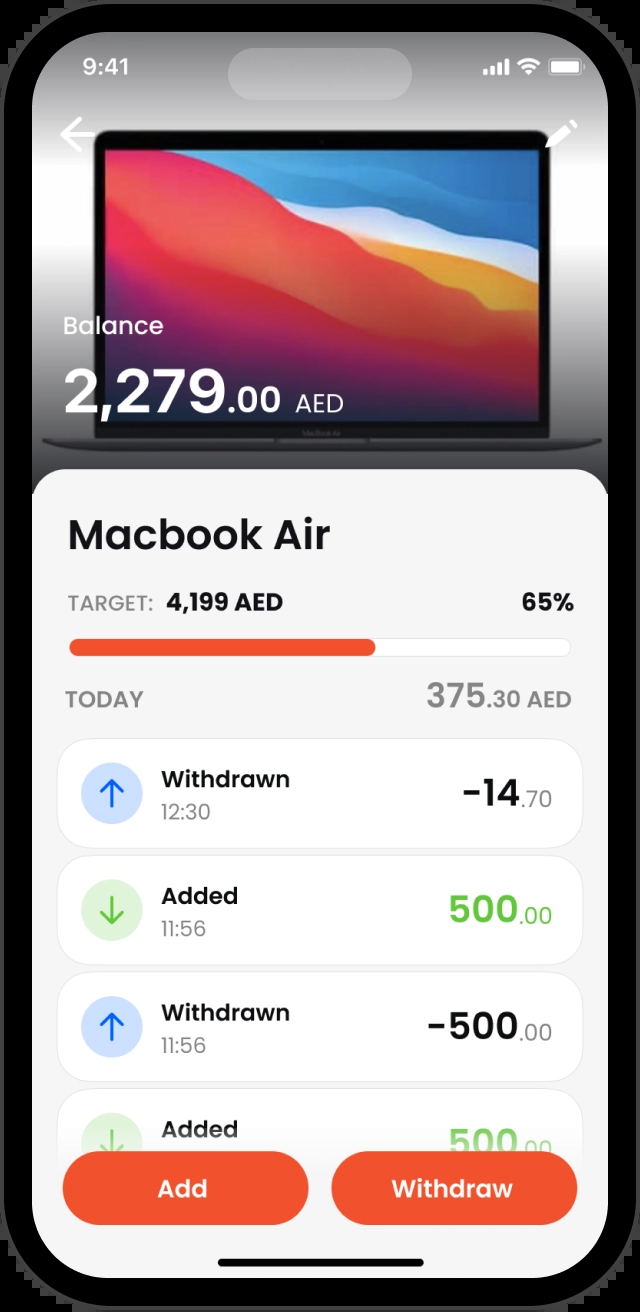 9:41
Balance
2,279.00 AED
MacBook Air
Macbook Air
TARGET: 4,199 AED 65%
TODAY 375.30 AED
Withdrawn
-14.70
12:30
Added
500.00
11:56
Withdrawn
-500.00
11:56
Added
500.00
Add Withdraw